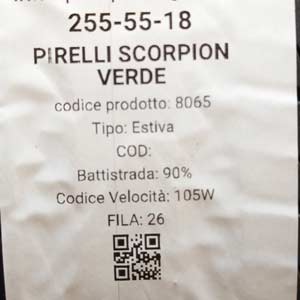 255-55-18
PIRELLI SCORPION
VERDE
codice prodotto: 8065
Tipo: Estiva
COD:
Battistrada: 90%
Codice Velocità: 105W
FILA: 26